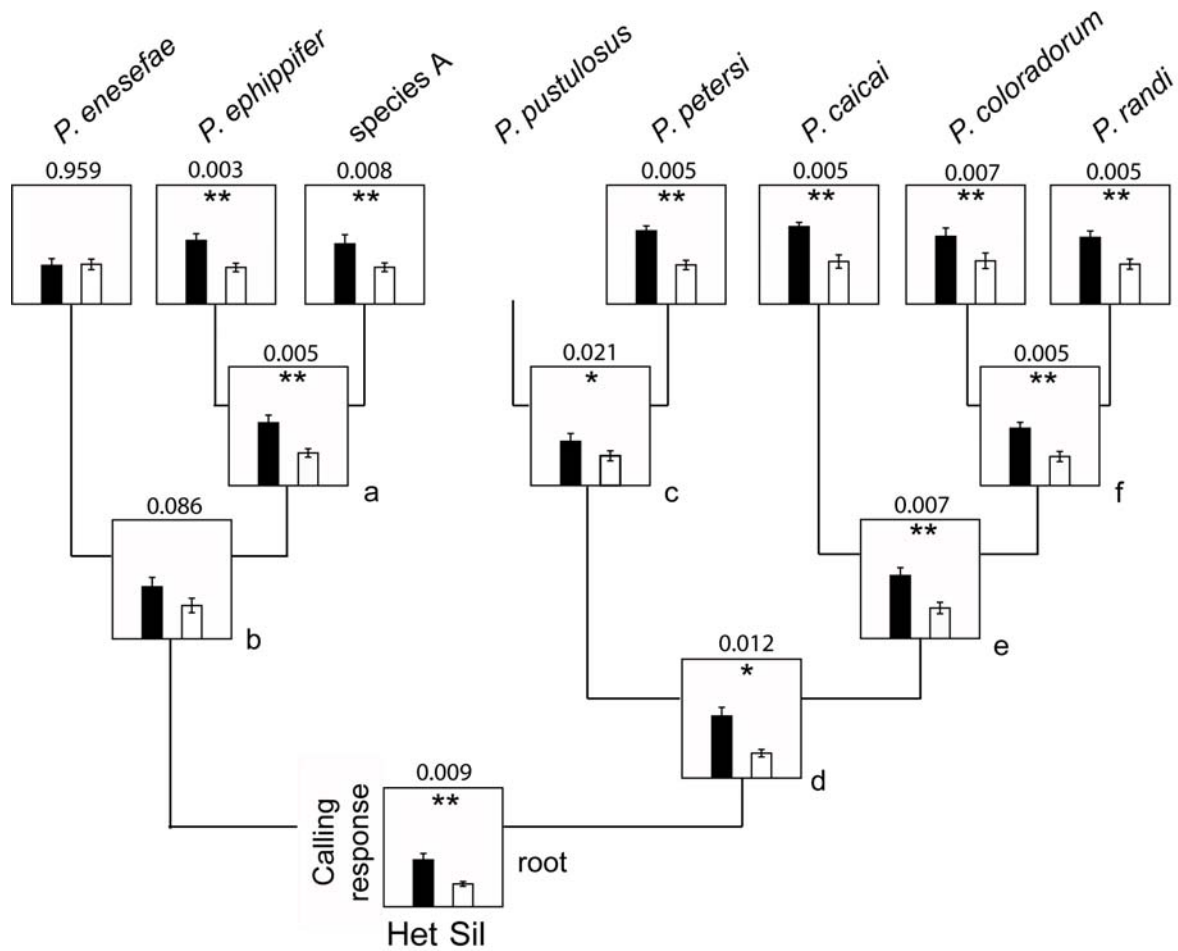 P. enesefae
P. ephippifer
species A
P. pustulosus
P. petersi
P. caicai
P. coloradorum
P. randi
0.959
0.003
**
0.008
**
0.005
**
0.005
**
0.007
**
0.005
**
0.005
**
a
0.021
*
c
0.005
**
f
0.086
b
0.007
**
e
0.012
*
d
0.009
**
Calling
response
root
Het Sil